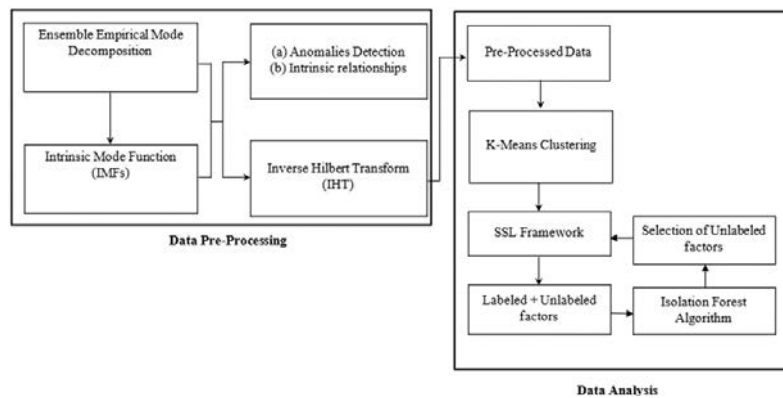 Ensemble Empirical Mode
Decomposition
(a) Anomalies Detection
(b) Intrinsic relationships
Intrinsic Mode Function
(IMFs)
Inverse Hilbert Transform
(IHT)
Data Pre-Processing
Pre-Processed Data
K-Means Clustering
SSL Framework
Selection of Unlabeled
factors
Labeled + Unlabeled
factors
Isolation Forest
Algorithm
Data Analysis